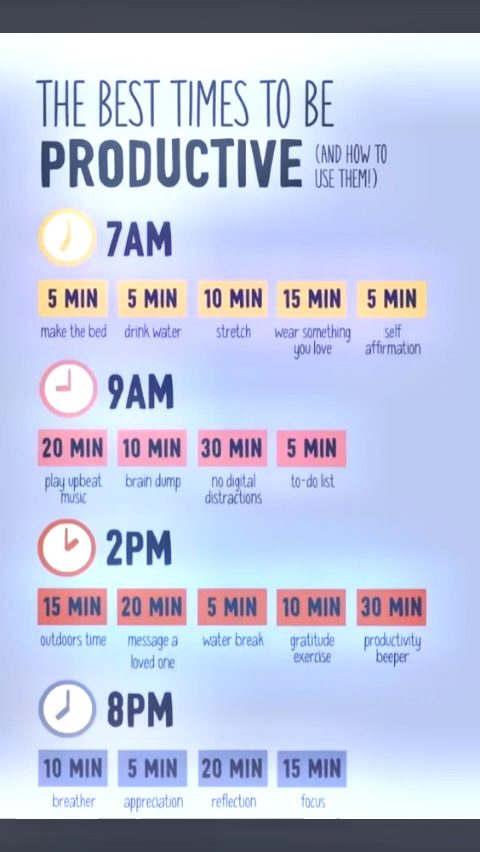 THE BEST TIMES TO BE
PRODUCTIVE (AND HOW TO
USE THEM!)
7AM
5 MIN 5 MIN 10 MIN 15 MIN 5 MIN
make the bed drink water stretch wear something self
you love affirmation
9AM
20 MIN 10 MIN 30 MIN 5 MIN
play upbeat brain dump no digital to-do list
music distractions
2PM
15 MIN 20 MIN 5 MIN 10 MIN 30 MIN
outdoors time message a water break gratitude productivity
loved one exercise beeper
8PM
10 MIN 5 MIN 20 MIN 15 MIN
breather appreciation reflection focus